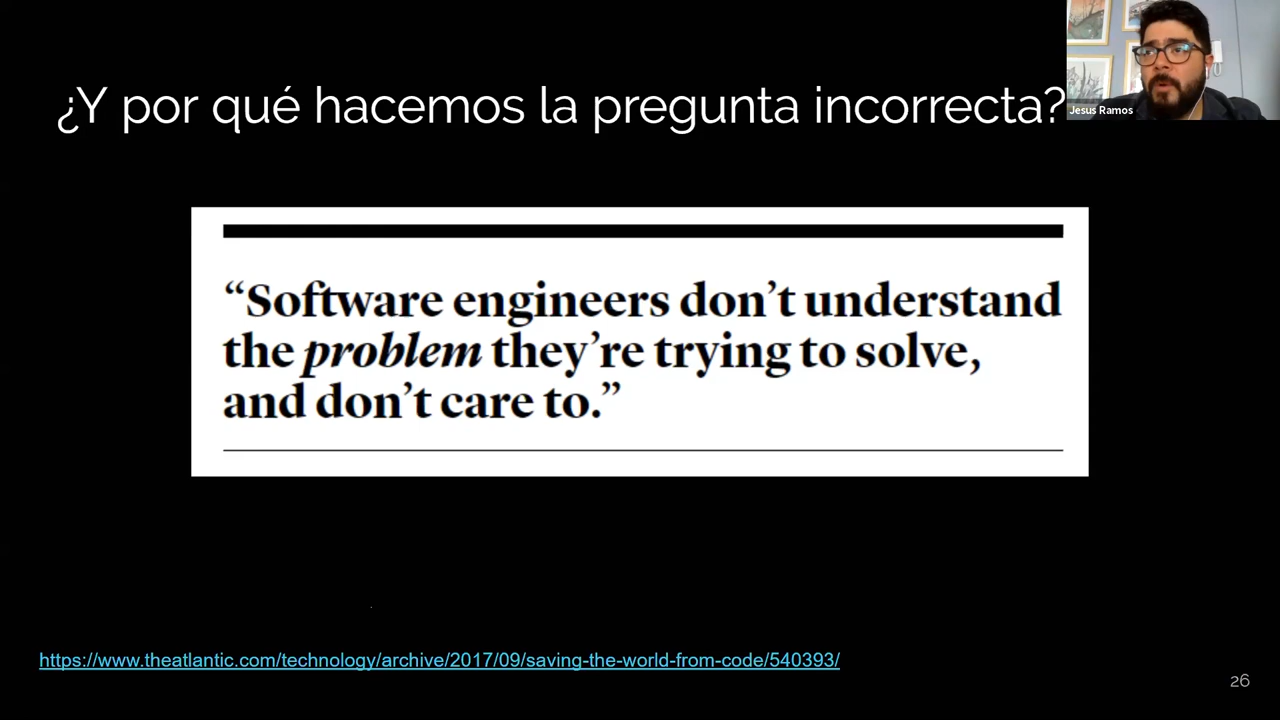 ¿Y por qué hacemos la pregunta incorrecta?
Jesus Ramos
“Software engineers don’t understand
the problem they’re trying to solve,
and don’t care to.”
https://www.theatlantic.com/technology/archive/2017/09/saving-the-world-from-code/540393/
26